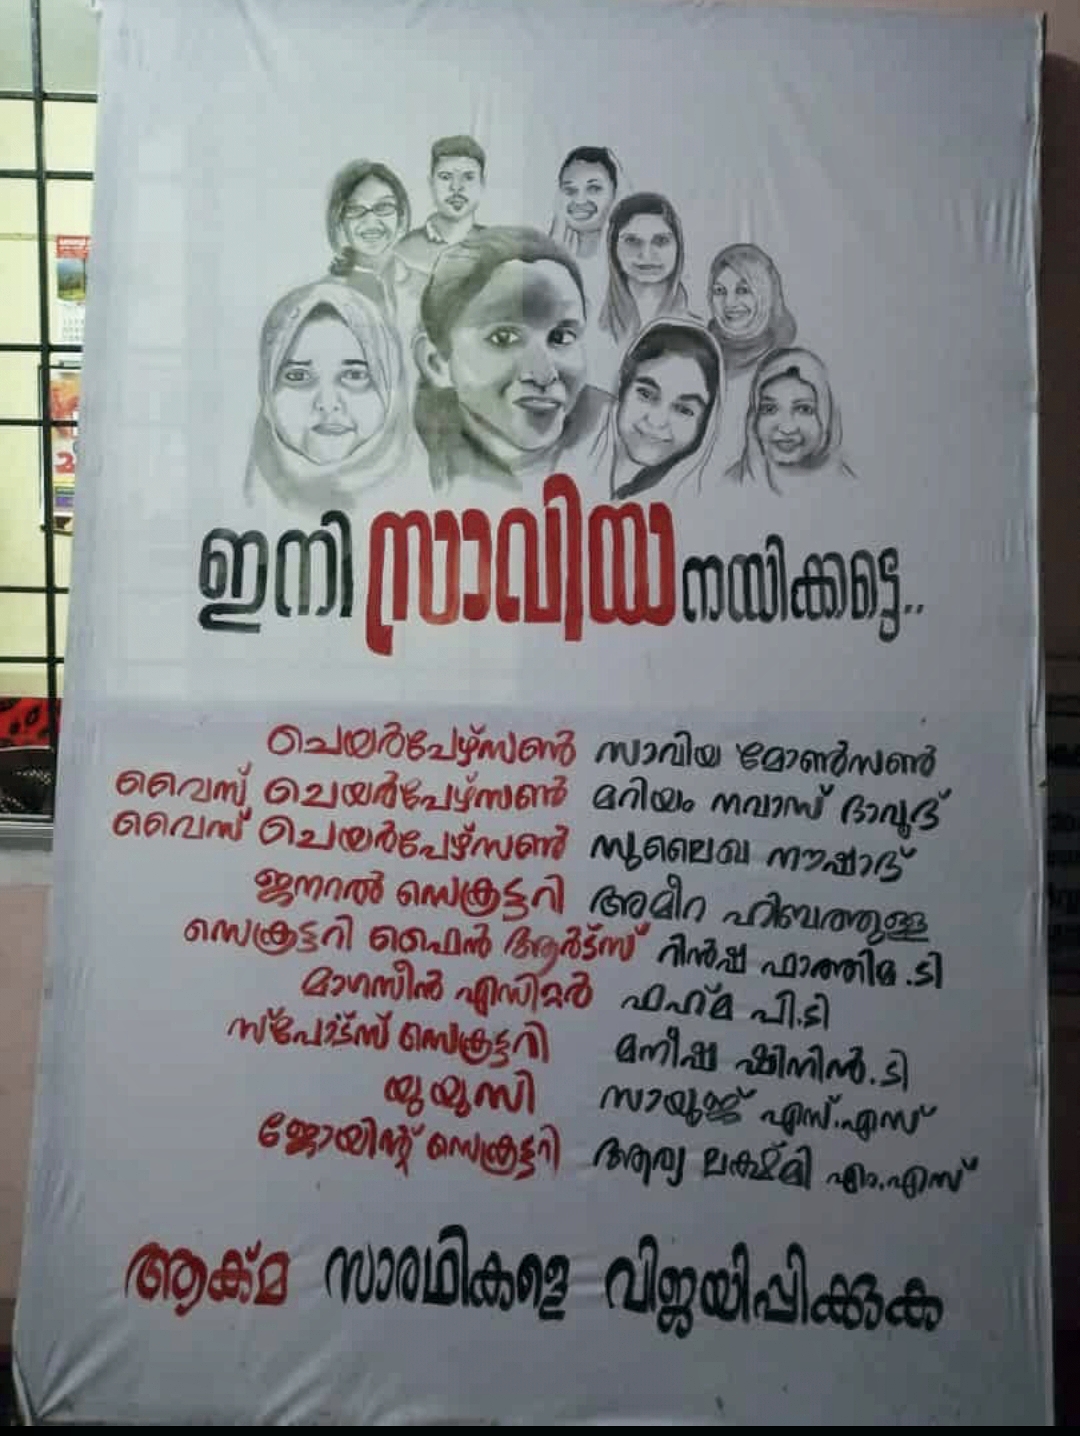 ഇനി സാവിയ നയിക്കട്ടെ..
ചെയർപേഴ്സൺ സാവിയ മോൺസൺ
വൈസ് ചെയർപേഴ്സൺ മറിയം നവാസ് ദാവൂദ്
വൈസ് ചെയർപേഴ്സൺ സുലൈഖ നൗഷാദ്
ജനറൽ സെക്രട്ടറി അമീറ ഹിബത്തുള്ള
സെക്രട്ടറി ഫൈൻ ആർട്സ് റിൻഷ ഫാത്തിമ .ടി
മാഗസീൻ എഡിറ്റർ ഫഹ്മ പി.ടി
സ്പോട്സ് സെക്രട്ടറി മനീഷ ഷിനിൻ.ടി
യു യു സി സായൂജ് എസ്.എസ്
ജോയിന്റ് സെക്രട്ടറി ആര്യ ലക്ഷ്മി എം.എസ്
ആക്മ സാരഥികളെ വിജയിപ്പിക്കുക